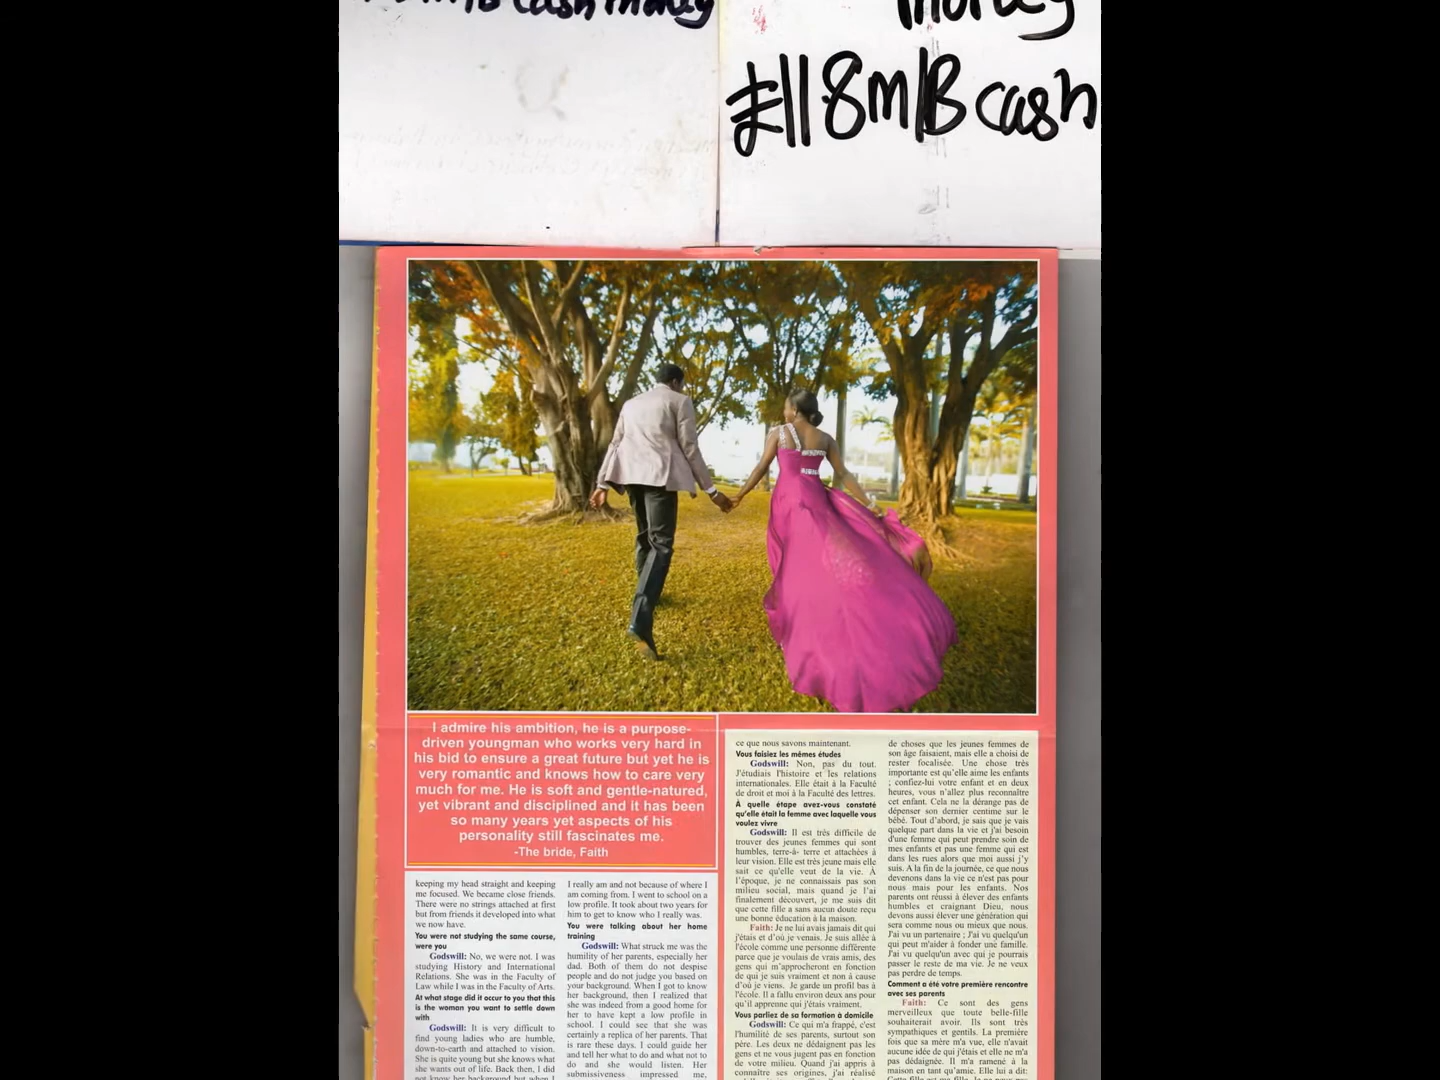 cash money
money
₤118m/B cash
I admire his ambition, he is a purpose-
driven youngman who works very hard in
his bid to ensure a great future but yet he is
very romantic and knows how to care very
much for me. He is soft and gentle-natured,
yet vibrant and disciplined and it has been
so many years yet aspects of his
personality still fascinates me.
-The bride, Faith
keeping my head straight and keeping
me focused. We became close friends.
There were no strings attached at first
but from friends it developed into what
we now have.
You were not studying the same course,
were you
Godswill: No, we were not. I was
studying History and International
Relations. She was in the Faculty of
Law while I was in the Faculty of Arts.
At what stage did it occur to you that this
is the woman you want to settle down
with
Godswill: It is very difficult to
find young ladies who are humble,
down-to-earth and attached to vision.
She is quite young but she knows what
she wants out of life. Back then, I did
not know her background but when I
I really am and not because of where I
am coming from. I went to school on a
low profile. It took about two years for
him to get to know who I really was.
You were talking about her home
training
Godswill: What struck me was the
humility of her parents, especially her
dad. Both of them do not despise
people and do not judge you based on
your background. When I got to know
her background, then I realized that
she was indeed from a good home for
her to have kept a low profile in
school. I could see that she was
certainly a replica of her parents. That
is rare these days. I could guide her
and tell her what to do and what not to
do and she would listen. Her
submissiveness impressed me,
ce que nous savons maintenant.
Vous faisiez les mêmes études
Godswill: Non, pas du tout.
J'étudiais l'histoire et les relations
internationales. Elle était à la Faculté
de droit et moi à la Faculté des lettres.
À quelle étape avez-vous constaté
qu'elle était la femme avec laquelle vous
voulez vivre
Godswill: Il est très difficile de
trouver des jeunes femmes qui sont
humbles, terre-à- terre et attachées à
leur vision. Elle est très jeune mais elle
sait ce qu'elle veut de la vie. À
l'époque, je ne connaissais pas son
milieu social, mais quand je l'ai
finalement découvert, je me suis dit
que cette fille a sans aucun doute reçu
une bonne éducation à la maison.
Faith: Je ne lui avais jamais dit qui
j'étais et d'où je venais. Je suis allée à
l'école comme une personne différente
parce que je voulais de vrais amis, des
gens qui m'approcheront en fonction
de qui je suis vraiment et non à cause
d'où je viens. Je garde un profil bas à
l'école. Il a fallu environ deux ans pour
qu'il apprenne qui j'étais vraiment.
Vous parliez de sa formation à domicile
Godswill: Ce qui m'a frappé, c'est
l'humilité de ses parents, surtout son
père. Les deux ne dédaignent pas les
gens et ne vous jugent pas en fonction
de votre milieu. Quand j'ai appris à
connaître ses origines, j'ai réalisé
de choses que les jeunes femmes de
son âge faisaient, mais elle a choisi de
rester focalisée. Une chose très
importante est qu'elle aime les enfants
; confiez-lui votre enfant et en deux
heures, vous n'allez plus reconnaître
cet enfant. Cela ne la dérange pas de
dépenser son dernier centime sur le
bébé. Tout d'abord, je sais que je vais
quelque part dans la vie et j'ai besoin
d'une femme qui peut prendre soin de
mes enfants et pas une femme qui est
dans les rues alors que moi aussi j'y
suis. A la fin de la journée, ce que nous
devenons dans la vie ce n'est pas pour
nous mais pour les enfants. Nos
parents ont réussi à élever des enfants
humbles et craignant Dieu, nous
devons aussi élever une génération qui
sera comme nous ou mieux que nous.
J'ai vu un partenaire ; J'ai vu quelqu'un
qui peut m'aider à fonder une famille.
J'ai vu quelqu'un avec qui je pourrais
passer le reste de ma vie. Je ne veux
pas perdre de temps.
Comment a été votre première rencontre
avec ses parents
Faith: Ce sont des gens
merveilleux que toute belle-fille
souhaiterait avoir. Ils sont très
sympathiques et gentils. La première
fois que sa mère m'a vue, elle n'avait
aucune idée de qui j'étais et elle ne m'a
pas dédaignée. Il m'a ramené à la
maison en tant qu'amie. Elle lui a dit: